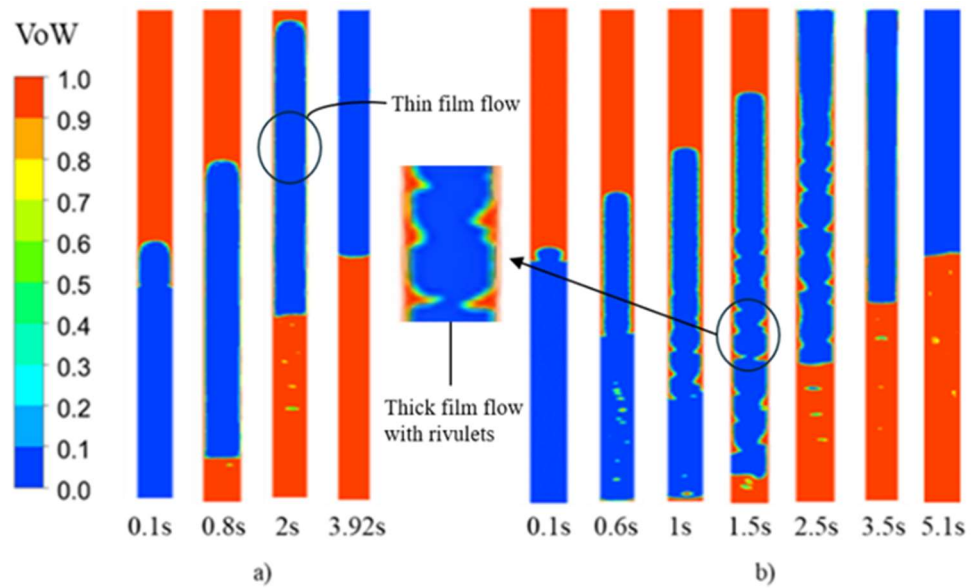 VoW
1.0
0.9
0.8
0.7
0.6
0.5
0.4
0.3
0.2
0.1
0.0
Thin film flow
Thick film flow
with rivulets
0.1s 0.8s 2s 3.92s
0.1s 0.6s 1s 1.5s 2.5s 3.5s 5.1s
a) b)